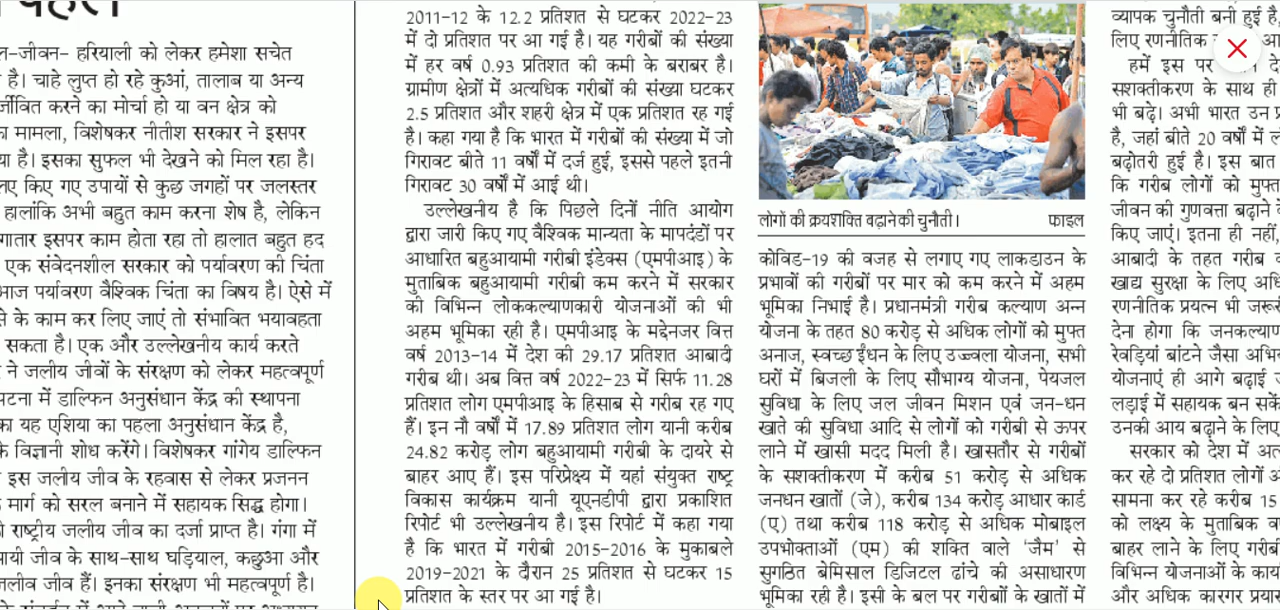 ल-जीवन- हरियाली को लेकर हमेशा सचेत
है। चाहे लुप्त हो रहे कुआं, तालाब या अन्य
र्जीवित करने का मोर्चा हो या वन क्षेत्र को
मामला, विशेषकर नीतीश सरकार ने इसपर
या है। इसका सुफल भी देखने को मिल रहा है।
लए किए गए उपायों से कुछ जगहों पर जलस्तर
हालांकि अभी बहुत काम करना शेष है, लेकिन
गातार इसपर काम होता रहा तो हालात बहुत हद
एक संवेदनशील सरकार को पर्यावरण की चिंता
आज पर्यावरण वैश्विक चिंता का विषय है। ऐसे में
से के काम कर लिए जाएं तो संभावित भयावहता
सकता है। एक और उल्लेखनीय कार्य करते
ने जलीय जीवों के संरक्षण को लेकर महत्वपूर्ण
पटना में डाल्फिन अनुसंधान केंद्र की स्थापना
का यह एशिया का पहला अनुसंधान केंद्र है,
के विज्ञानी शोध करेंगे। विशेषकर गांगेय डाल्फिन
इस जलीय जीव के रहवास से लेकर प्रजनन
मार्ग को सरल बनाने में सहायक सिद्ध होगा।
राष्ट्रीय जलीय जीव का दर्जा प्राप्त है। गंगा में
मायी जीव के साथ-साथ घड़ियाल, कछुआ और
जलीव जीव हैं। इनका संरक्षण भी महत्वपूर्ण है।
2011-12 के 12.2 प्रतिशत से घटकर 2022-23
में दो प्रतिशत पर आ गई है। यह गरीबों की संख्या
में हर वर्ष 0.93 प्रतिशत की कमी के बराबर है।
ग्रामीण क्षेत्रों में अत्यधिक गरीबों की संख्या घटकर
2.5 प्रतिशत और शहरी क्षेत्र में एक प्रतिशत रह गई
है। कहा गया है कि भारत में गरीबों की संख्या में जो
गिरावट बीते 11 वर्षों में दर्ज हुई, इससे पहले इतनी
गिरावट 30 वर्षों में आई थी।
उल्लेखनीय है कि पिछले दिनों नीति आयोग
द्वारा जारी किए गए वैश्विक मान्यता के मापदंडों पर
आधारित बहुआयामी गरीबी इंडेक्स (एमपीआइ) के
मुताबिक बहुआयामी गरीबी कम करने में सरकार
की विभिन्न लोककल्याणकारी योजनाओं की भी
अहम भूमिका रही है। एमपीआइ के मद्देनजर वित्त
वर्ष 2013-14 में देश की 29.17 प्रतिशत आबादी
गरीब थी। अब वित्त वर्ष 2022-23 में सिर्फ 11.28
प्रतिशत लोग एमपीआइ के हिसाब से गरीब रह गए
हैं। इन नौ वर्षों में 17.89 प्रतिशत लोग यानी करीब
24.82 करोड़ लोग बहुआयामी गरीबी के दायरे से
बाहर आए हैं। इस परिप्रेक्ष्य में यहां संयुक्त राष्ट्र
विकास कार्यक्रम यानी यूएनडीपी द्वारा प्रकाशित
रिपोर्ट भी उल्लेखनीय है। इस रिपोर्ट में कहा गया
है कि भारत में गरीबी 2015-2016 के मुकाबले
2019-2021 के दौरान 25 प्रतिशत से घटकर 15
प्रतिशत के स्तर पर आ गई है।
लोगों की क्रयशक्ति बढ़ाने की चुनौती। फाइल
कोविड-19 की वजह से लगाए गए लाकडाउन के
प्रभावों की गरीबों पर मार को कम करने में अहम
भूमिका निभाई है। प्रधानमंत्री गरीब कल्याण अन्न
योजना के तहत 80 करोड़ से अधिक लोगों को मुफ्त
अनाज, स्वच्छ ईंधन के लिए उज्ज्वला योजना, सभी
घरों में बिजली के लिए सौभाग्य योजना, पेयजल
सुविधा के लिए जल जीवन मिशन एवं जन-धन
खाते की सुविधा आदि से लोगों को गरीबी से ऊपर
लाने में खासी मदद मिली है। खासतौर से गरीबों
के सशक्तीकरण में करीब 51 करोड़ से अधिक
जनधन खातों (जे), करीब 134 करोड़ आधार कार्ड
(ए) तथा करीब 118 करोड़ से अधिक मोबाइल
उपभोक्ताओं (एम) की शक्ति वाले 'जैम' से
सुगठित बेमिसाल डिजिटल ढांचे की असाधारण
भूमिका रही है। इसी के बल पर गरीबों के खातों में
व्यापक चुनौती बनी हुई है,
लिए रणनीतिक
हमें इस पर
सशक्तीकरण के साथ ही
भी बढ़े। अभी भारत उन
है, जहां बीते 20 वर्षों में
बढ़ोतरी हुई है। इस बात
कि गरीब लोगों को मुफ्त
जीवन की गुणवत्ता बढ़ाने
किए जाएं। इतना ही नहीं,
आबादी के तहत गरीब
खाद्य सुरक्षा के लिए
रणनीतिक प्रयत्न भी
देना होगा कि जनकल्याण
रेवड़ियां बांटने जैसा
योजनाएं ही आगे बढ़ाई
लड़ाई में सहायक बन सकें
उनकी आय बढ़ाने के लिए
सरकार को देश में
कर रहे दो प्रतिशत लोगों
सामना कर रहे करीब 15
को लक्ष्य के मुताबिक
बाहर लाने के लिए गरीबी
विभिन्न योजनाओं के
और अधिक कारगर